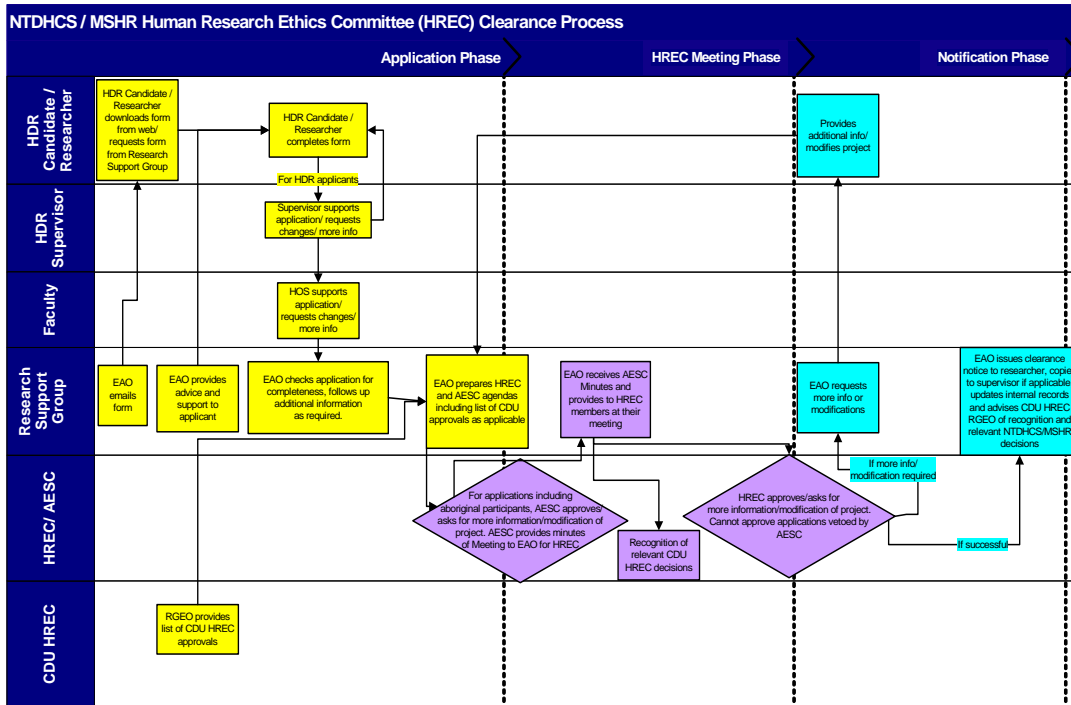 NTDHCS / MSHR Human Research Ethics Committee (HREC) Clearance Process
Application Phase
HREC Meeting Phase
Notification Phase
HDR
Candidate /
Researcher
HDR Candidate /
Researcher
downloads form
from web/
requests form
from Research
Support Group
HDR Candidate /
Researcher
completes form
For HDR applicants
Provides
additional info/
modifies project
HDR
Supervisor
Supervisor supports
application/ requests
changes/ more info
Faculty
HOS supports
application/
requests changes/
more info
Research
Support
Group
EAO
emails form
EAO provides
advice and
support to
applicant
EAO checks application for
completeness, follows up
additional information
as required.
EAO prepares HREC
and AESC agendas
including list of CDU
approvals as applicable
EAO receives AESC
Minutes and
provides to HREC
members at their
meeting
EAO requests
more info or
modifications
EAO issues clearance
notice to researcher, copie
to supervisor if applicable
updates internal records
and advises CDU HREC
RGEO of recognition and
relevant NTDHCS/MSHR
decisions
HREC/ AESC
For applications including
aboriginal participants, AESC approves/
asks for more information/modification of
project. AESC provides minutes
of Meeting to EAO for HREC
Recognition of
relevant CDU
HREC decisions
HREC approves/asks for
more information/modification of project.
Cannot approve applications vetoed by
AESC
If more info/
modification required
If successful
CDU HREC
RGEO provides
list of CDU HREC
approvals